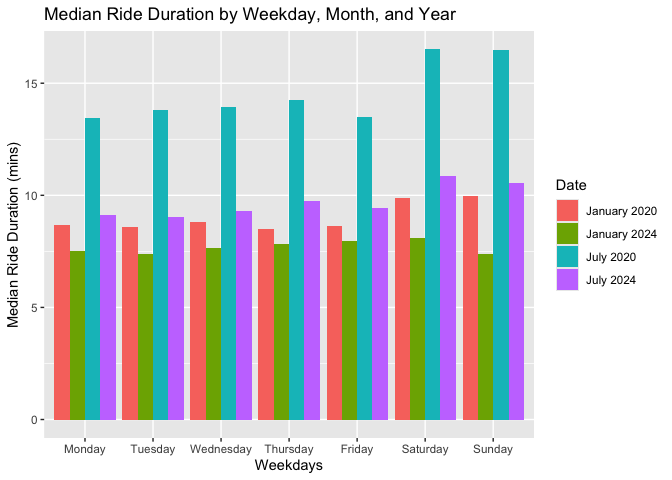 Median Ride Duration by Weekday, Month, and Year
Median Ride Duration (mins)
15
10
5
0
Monday Tuesday Wednesday Thursday Friday Saturday Sunday
Weekdays
Date
January 2020
January 2024
July 2020
July 2024